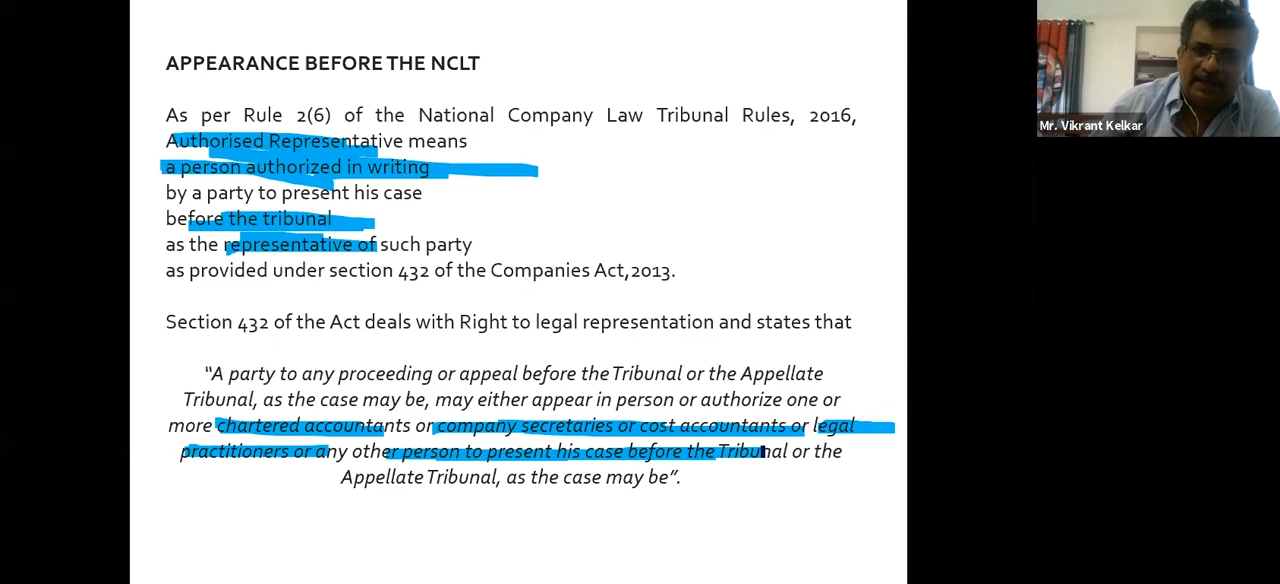 APPEARANCE BEFORE THE NCLT
As per Rule 2(6) of the National Company Law Tribunal Rules, 2016,
Authorised Representative means
a person authorized in writing
by a party to present his case
before the tribunal
as the representative of such party
as provided under section 432 of the Companies Act,2013.
Section 432 of the Act deals with Right to legal representation and states that
"A party to any proceeding or appeal before the Tribunal or the Appellate
Tribunal, as the case may be, may either appear in person or authorize one or
more chartered accountants or company secretaries or cost accountants or legal
practitioners or any other person to present his case before the Tribunal or the
Appellate Tribunal, as the case may be".
Mr. Vikrant Kelkar